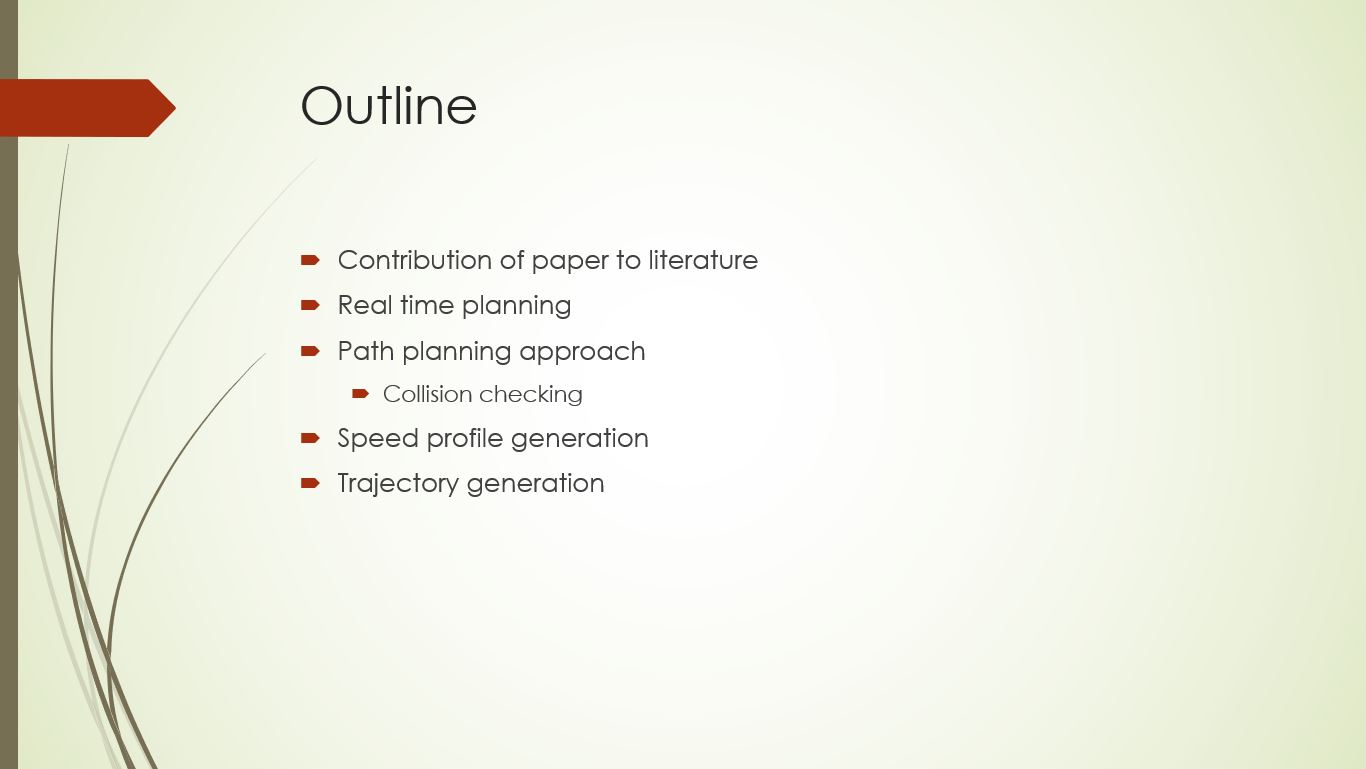 Outline
Contribution of paper to literature
Real time planning
Path planning approach
Collision checking
Speed profile generation
Trajectory generation